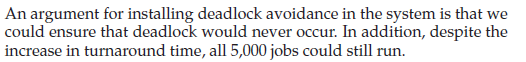 An argument for installing deadlock avoidance in the system is that we
could ensure that deadlock would never occur. In addition, despite the
increase in turnaround time, all 5,000 jobs could still run.